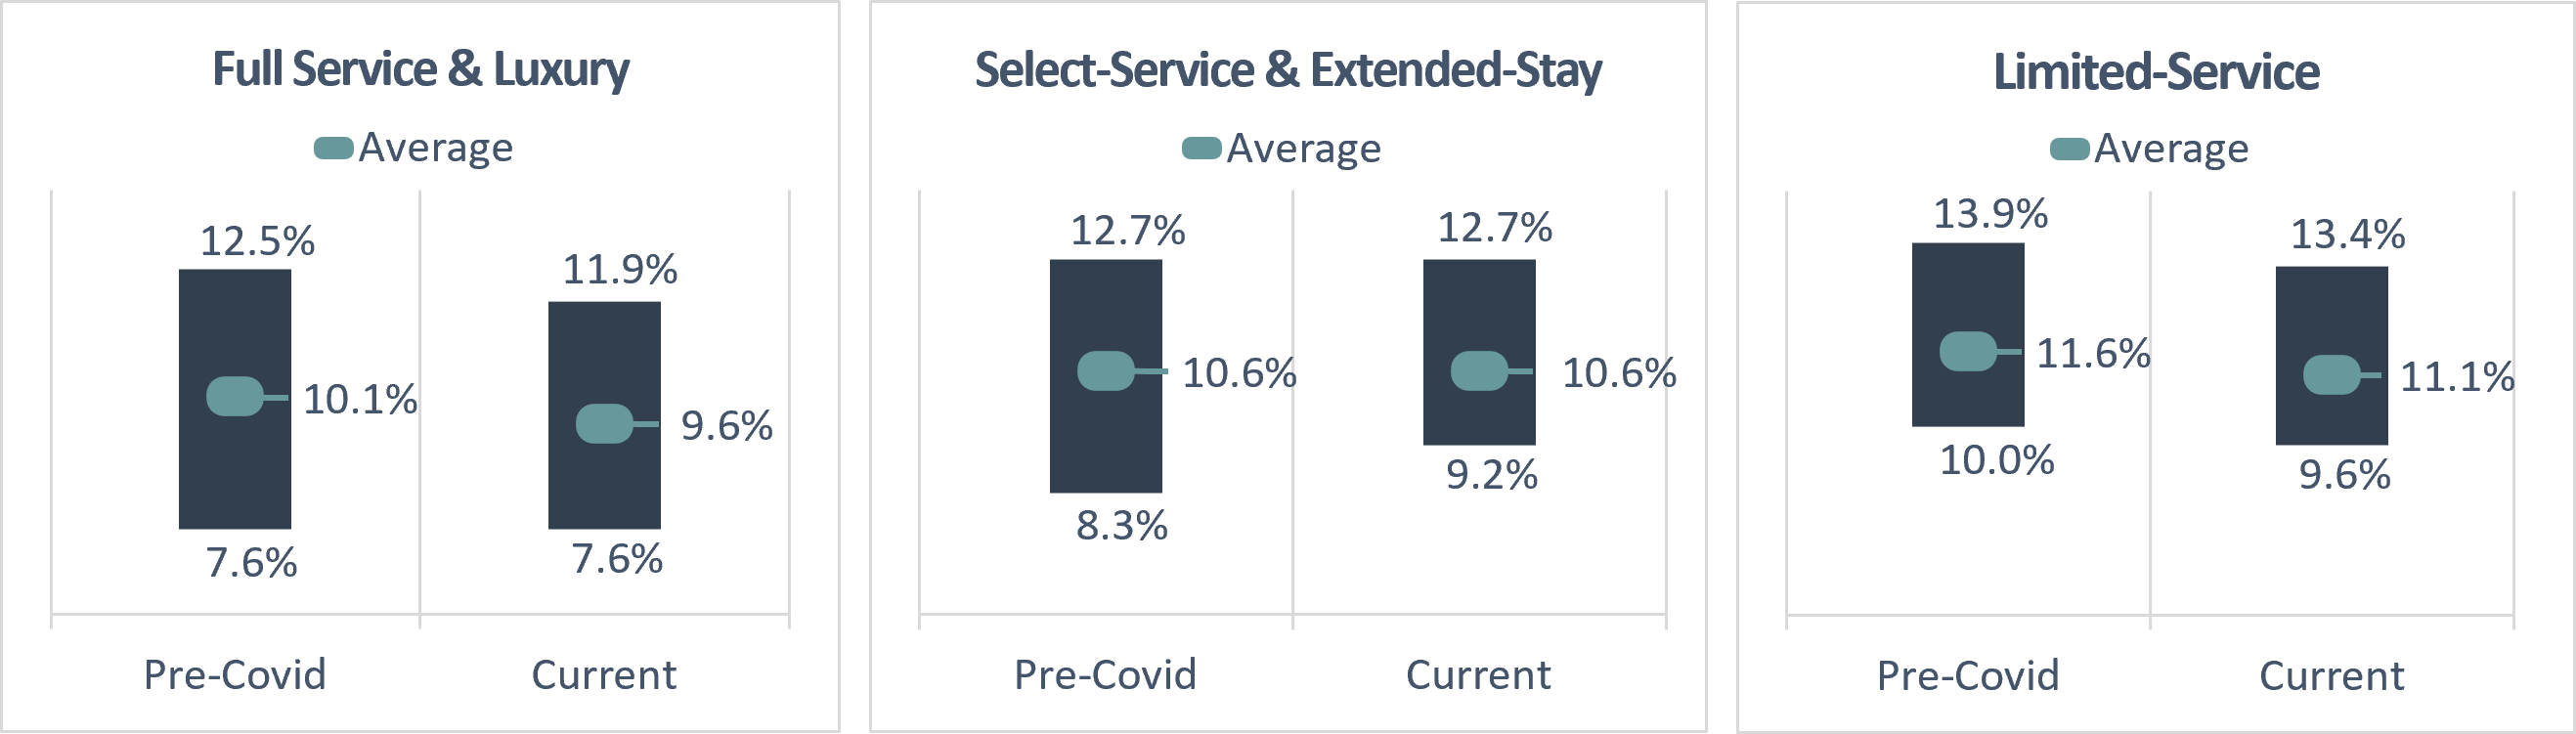 Full Service & Luxury
Average
12.5%
11.9%
10.1%
9.6%
7.6%
7.6%
Pre-Covid
Current
Select-Service & Extended-Stay
Average
12.7%
12.7%
10.6%
10.6%
9.2%
8.3%
Pre-Covid
Current
Limited-Service
Average
13.9%
13.4%
11.6%
11.1%
10.0%
9.6%
Pre-Covid
Current